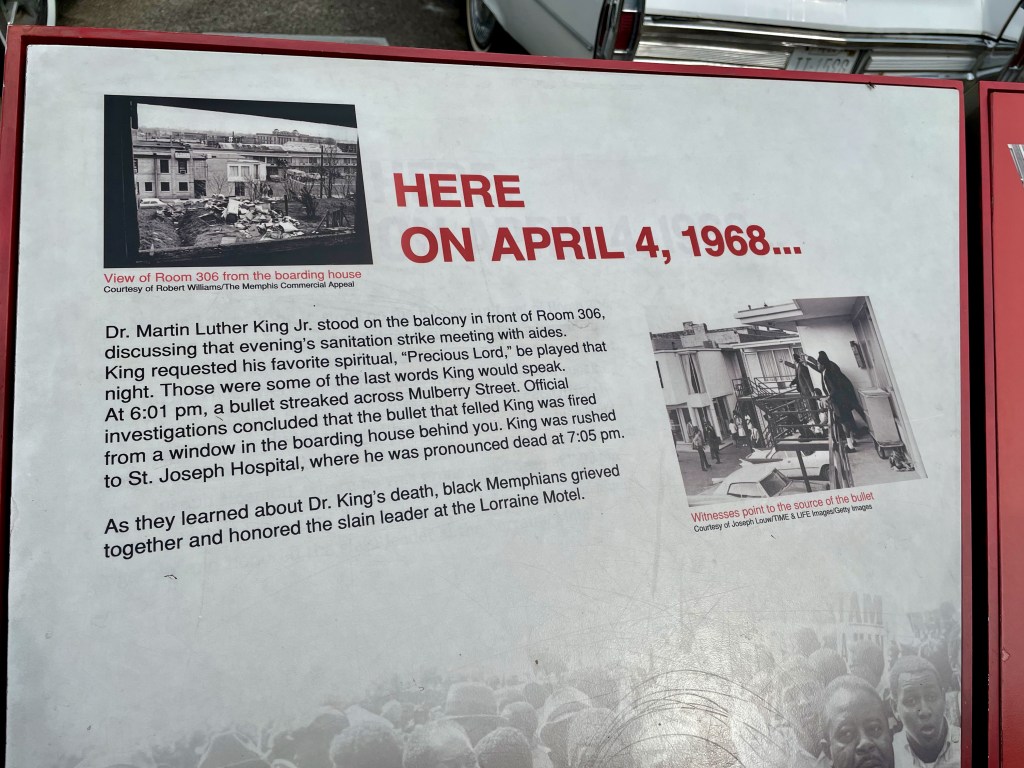 HERE
ON APRIL 4, 1968...
View of Room 306 from the boarding house
Courtesy of Robert Williams/The Memphis Commercial Appeal
Dr. Martin Luther King Jr. stood on the balcony in front of Room 306,
discussing that evening's sanitation strike meeting with aides.
King requested his favorite spiritual, "Precious Lord," be played that
night. Those were some of the last words King would speak.
At 6:01 pm, a bullet streaked across Mulberry Street. Official
investigations concluded that the bullet that felled King was fired
from a window in the boarding house behind you. King was rushed
to St. Joseph Hospital, where he was pronounced dead at 7:05 pm.
As they learned about Dr. King's death, black Memphians grieved
together and honored the slain leader at the Lorraine Motel.
Witnesses point to the source of the bullet
Courtesy of Joseph Louw/TIME & LIFE Images/Getty Images